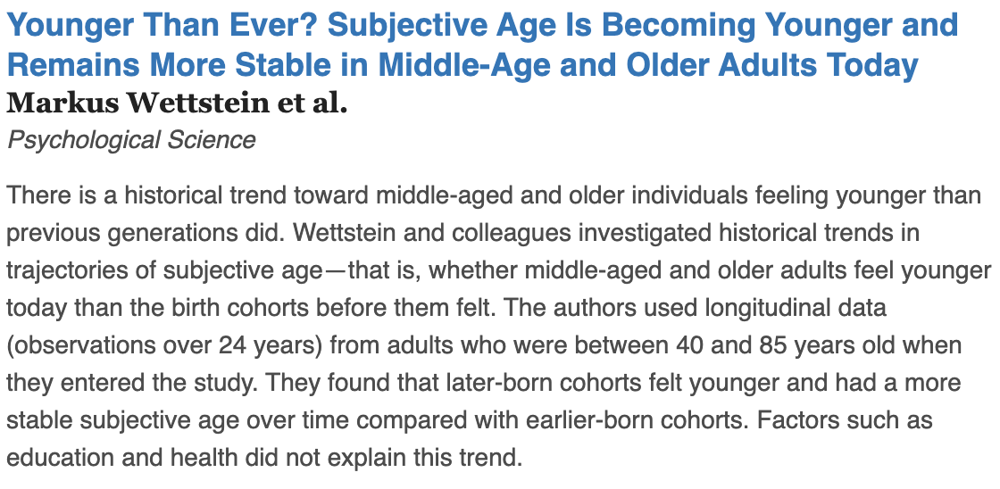 Younger Than Ever? Subjective Age Is Becoming Younger and
Remains More Stable in Middle-Age and Older Adults Today
Markus Wettstein et al.
Psychological Science
There is a historical trend toward middle-aged and older individuals feeling younger than
previous generations did. Wettstein and colleagues investigated historical trends in
trajectories of subjective age—that is, whether middle-aged and older adults feel younger
today than the birth cohorts before them felt. The authors used longitudinal data
(observations over 24 years) from adults who were between 40 and 85 years old when
they entered the study. They found that later-born cohorts felt younger and had a more
stable subjective age over time compared with earlier-born cohorts. Factors such as
education and health did not explain this trend.